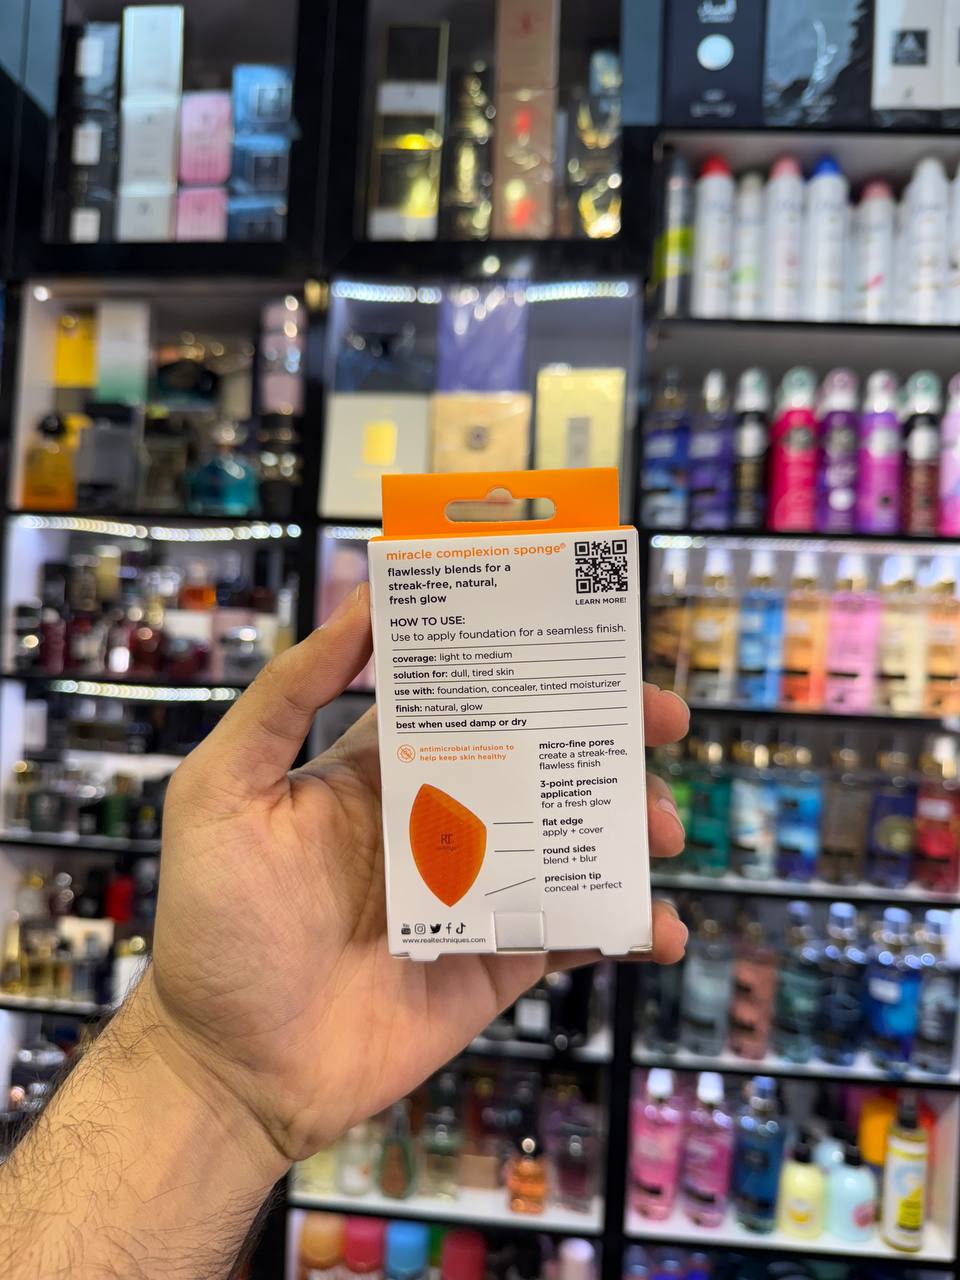 miracle complexion sponge®
flawlessly blends for a
streak-free, natural,
fresh glow
LEARN MORE!
HOW TO USE:
Use to apply foundation for a seamless finish.
coverage: light to medium
solution for: dull, tired skin
use with: foundation, concealer, tinted moisturizer
finish: natural, glow
best when used damp or dry
antimicrobial infusion to
help keep skin healthy
micro-fine pores
create a streak-free,
flawless finish
3-point precision
application
for a fresh glow
flat edge
apply + cover
round sides
blend + blur
precision tip
conceal + perfect
RT
www.realtechniques.com